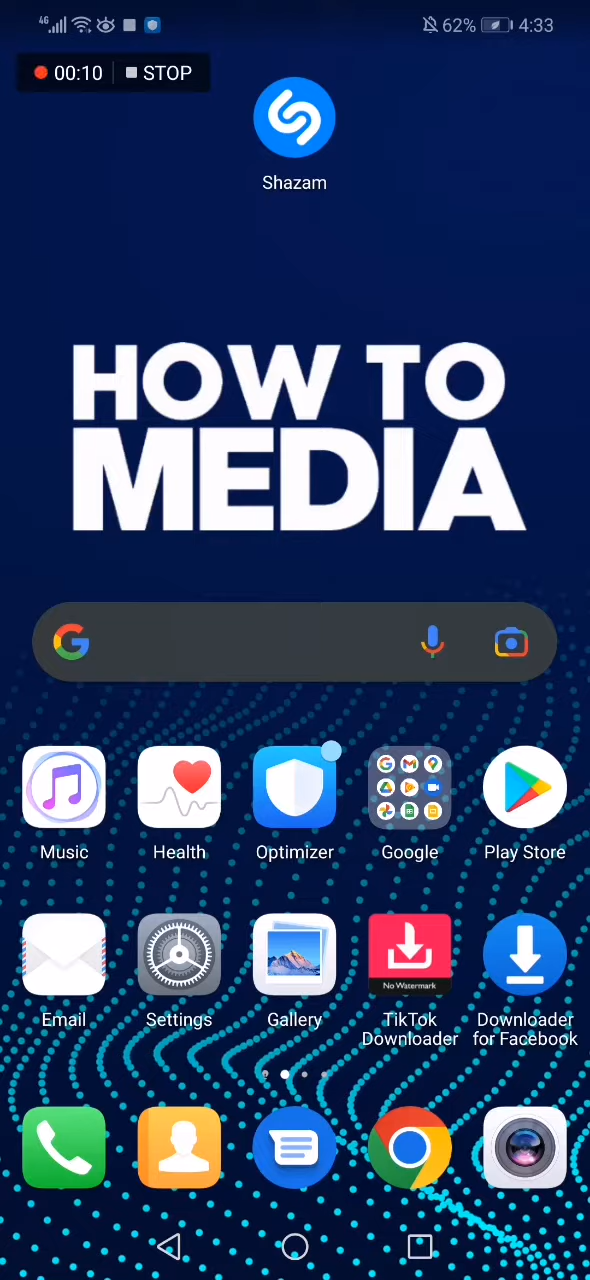 4G
62%
4:33
00:10
STOP
Shazam
HOW TO
MEDIA
Music
Health
Optimizer
Google
Play Store
Email
Settings
Gallery
No Watermark
TikTok
Downloader
Downloader
for Facebook